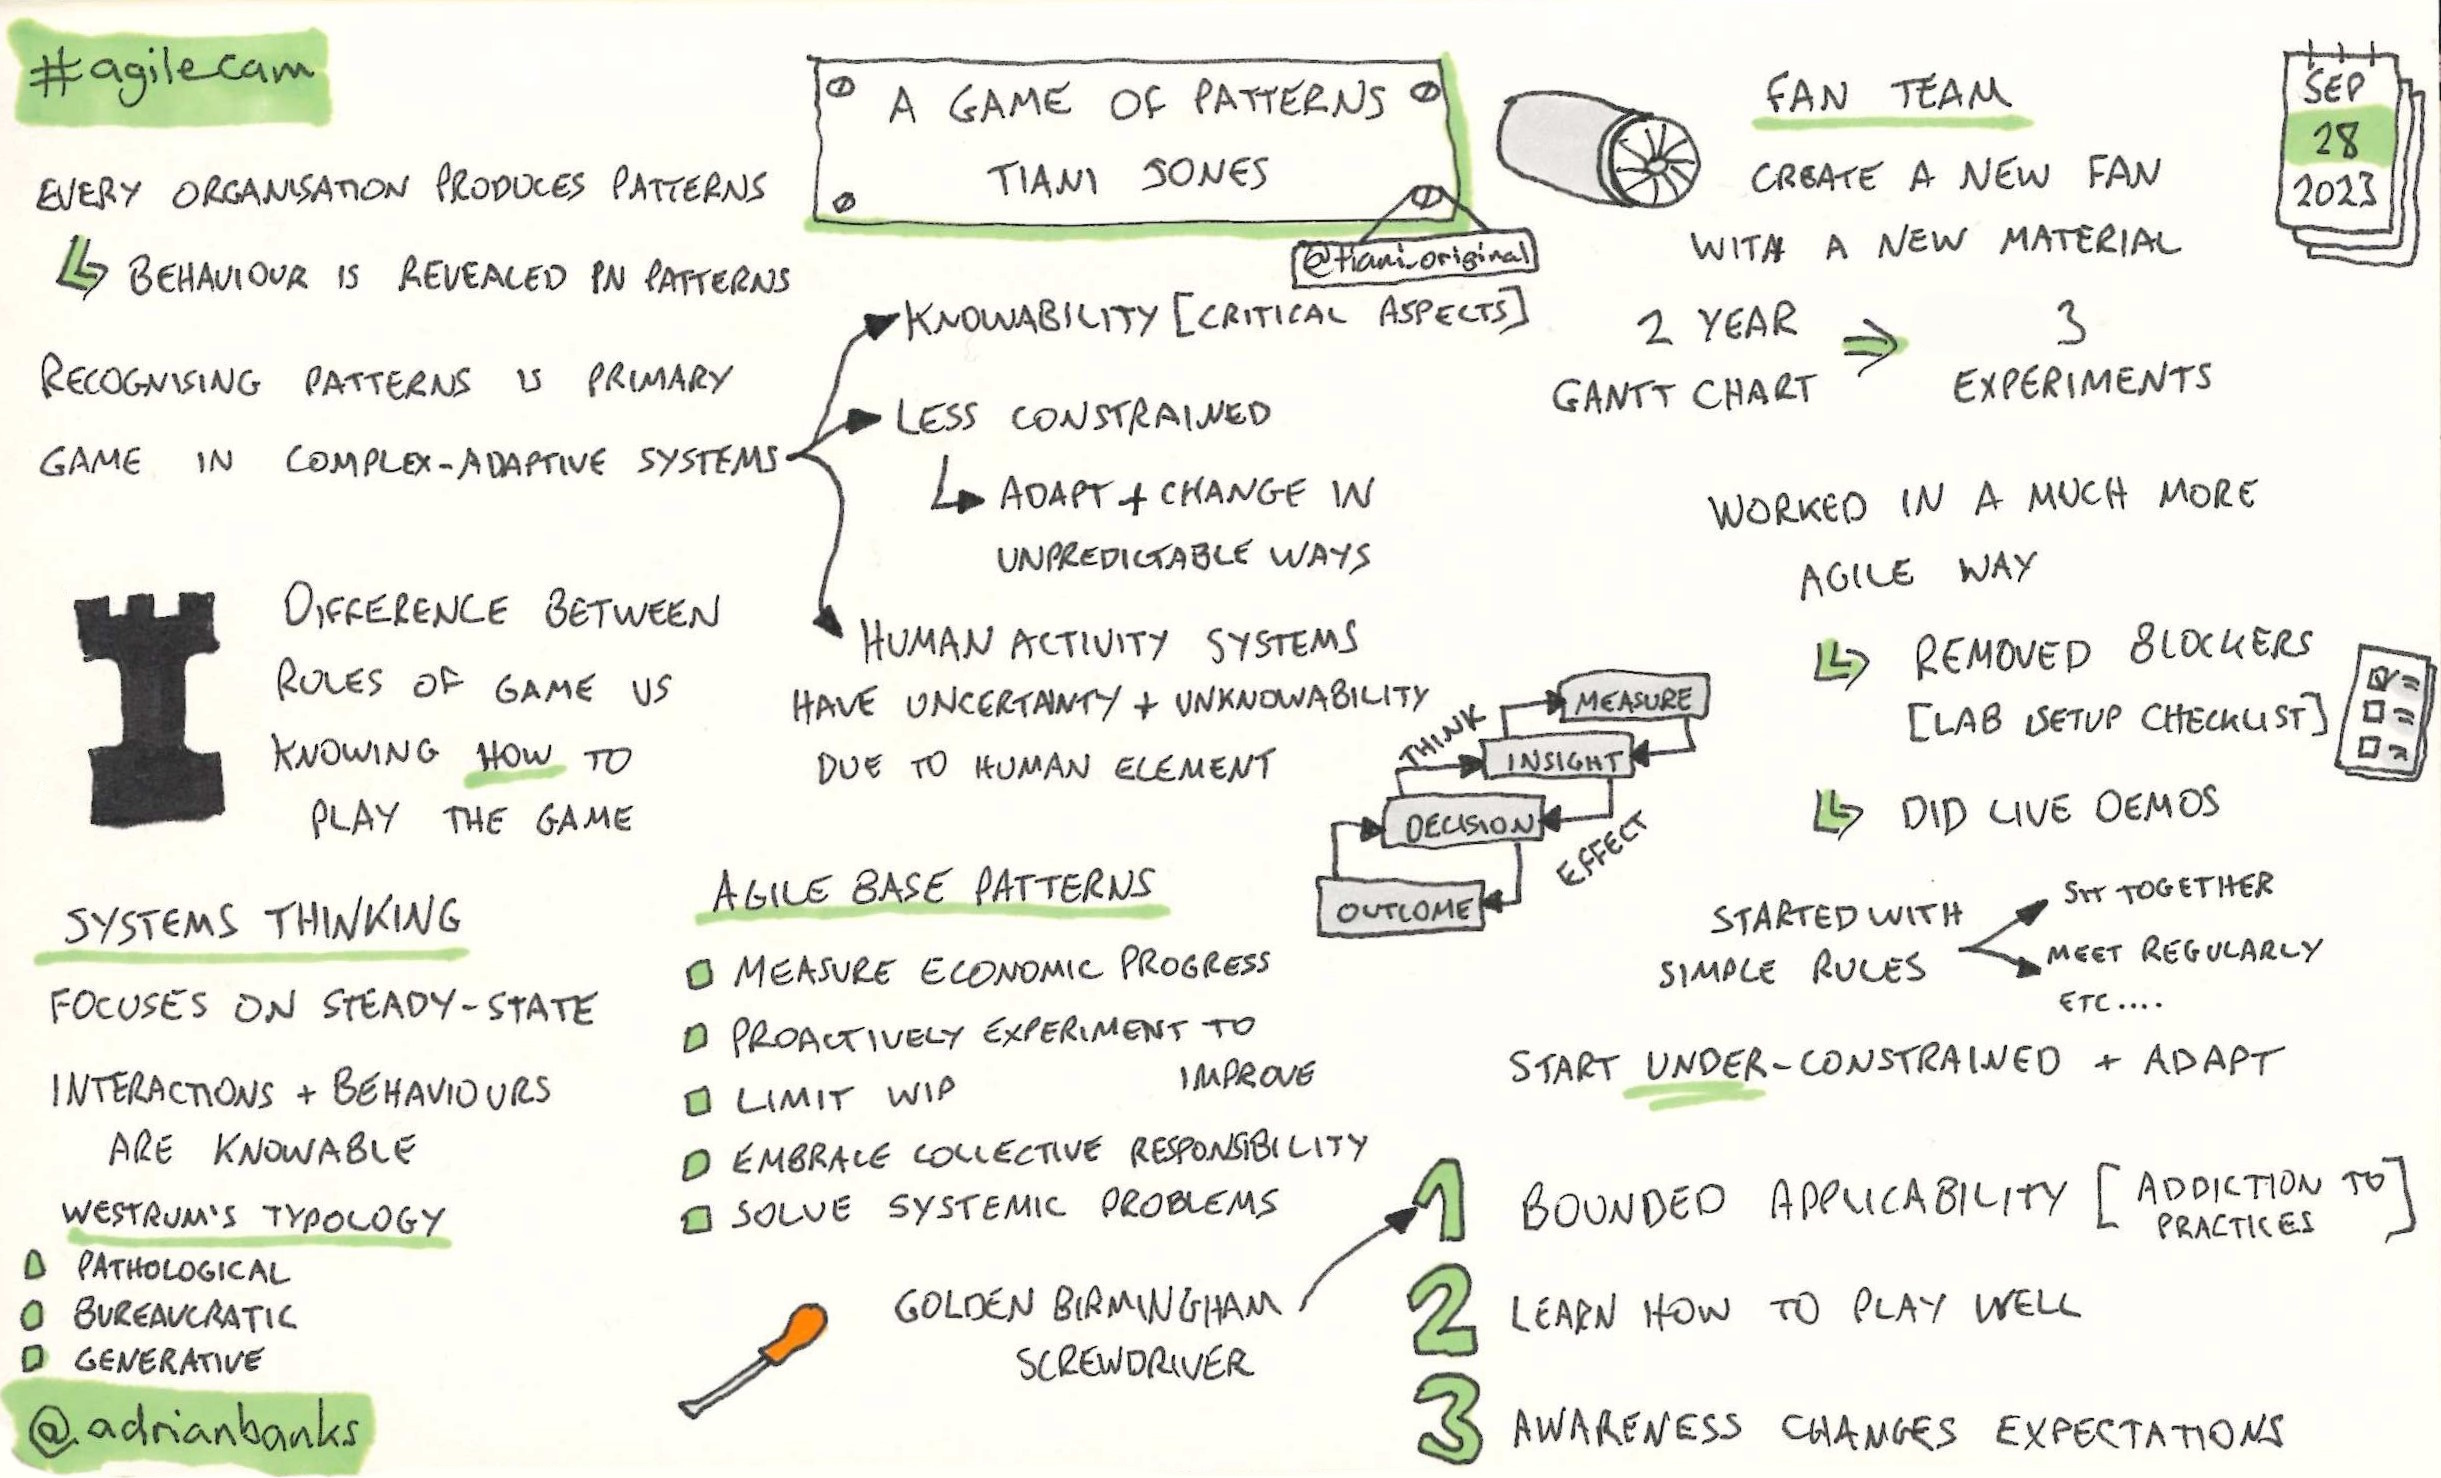 #agilecam
A GAME OF PATTERNS
TIANI JONES
@tiani_original
SEP
28
2023
EVERY ORGANISATION PRODUCES PATTERNS
BEHAVIOUR IS REVEALED IN PATTERNS
RECOGNISING PATTERNS IS PRIMARY
GAME IN COMPLEX-ADAPTIVE SYSTEMS
KNOWABILITY [CRITICAL ASPECTS]
LESS CONSTRAINED
ADAPT + CHANGE IN
UNPREDICTABLE WAYS
HUMAN ACTIVITY SYSTEMS
HAVE UNCERTAINTY + UNKNOWABILITY
DUE TO HUMAN ELEMENT
DIFFERENCE BETWEEN
RULES OF GAME VS
KNOWING HOW TO
PLAY THE GAME
SYSTEMS THINKING
FOCUSES ON STEADY-STATE
INTERACTIONS + BEHAVIOURS
ARE KNOWABLE
WESTRUM'S TYPOLOGY
PATHOLOGICAL
BUREAUCRATIC
GENERATIVE
@adrianbanks
AGILE BASE PATTERNS
MEASURE ECONOMIC PROGRESS
PROACTIVELY EXPERIMENT TO
IMPROVE
LIMIT WIP
EMBRACE COLLECTIVE RESPONSIBILITY
SOLVE SYSTEMIC PROBLEMS
THINK
MEASURE
INSIGHT
DECISION
OUTCOME
EFFECT
FAN TEAM
CREATE A NEW FAN
WITH A NEW MATERIAL
2 YEAR
GANTT CHART
3
EXPERIMENTS
WORKED IN A MUCH MORE
AGILE WAY
REMOVED BLOCKERS
[LAB SETUP CHECKLIST]
DID LIVE DEMOS
STARTED WITH
SIMPLE RULES
SIT TOGETHER
MEET REGULARLY
ETC....
START UNDER-CONSTRAINED + ADAPT
GOLDEN BIRMINGHAM
SCREWDRIVER
1 BOUNDED APPLICABILITY [ADDICTION TO
PRACTICES]
2 LEARN HOW TO PLAY WELL
3 AWARENESS CHANGES EXPECTATIONS